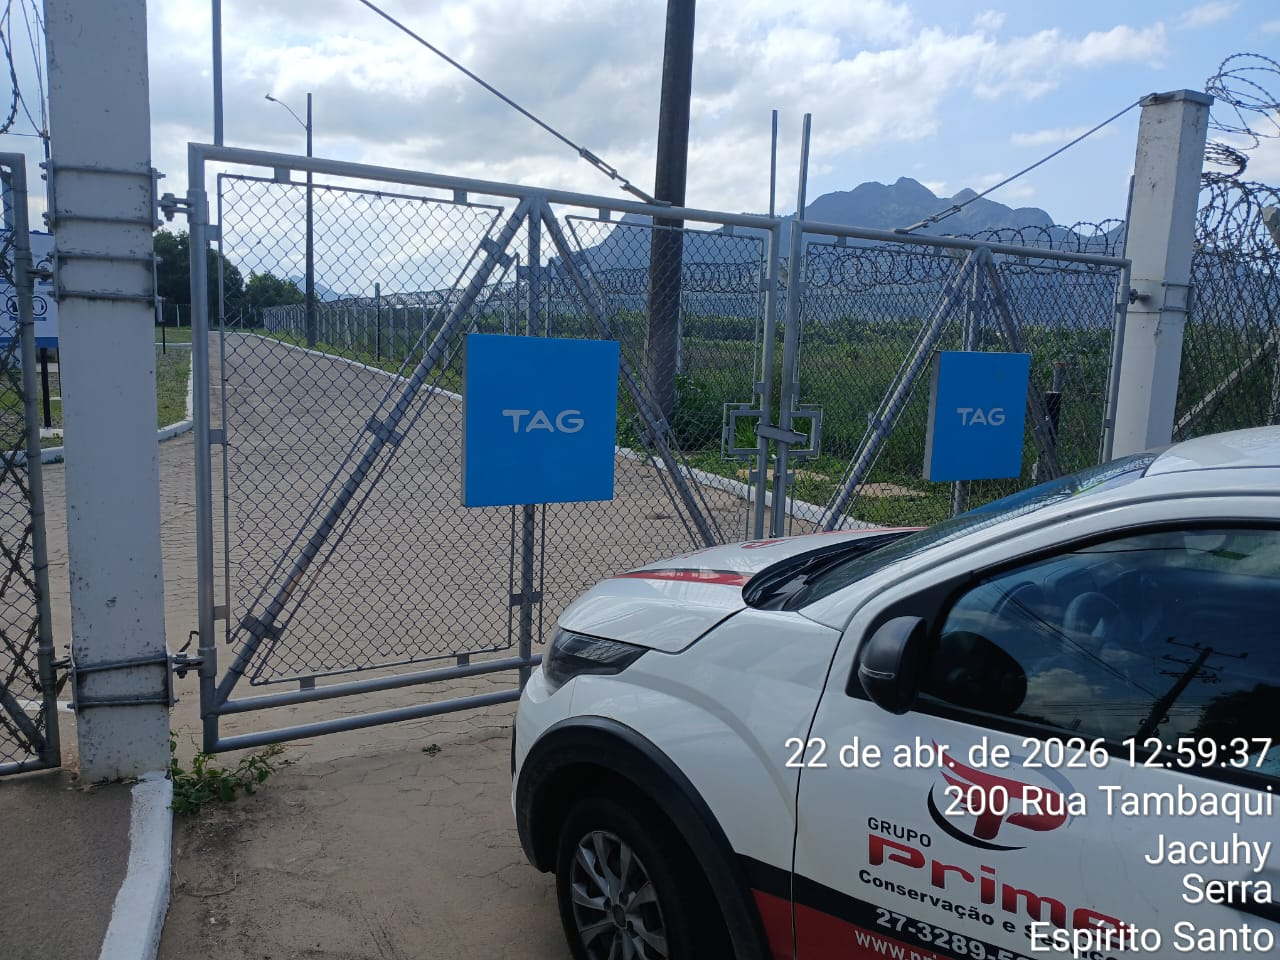 TAG
TAG
22 de abr. de 2026 12:59:37
200 Rua Tambaqui
Jacuhy
Serra
Espírito Santo
GRUPO
Prime
Conservação e
27-3289-5